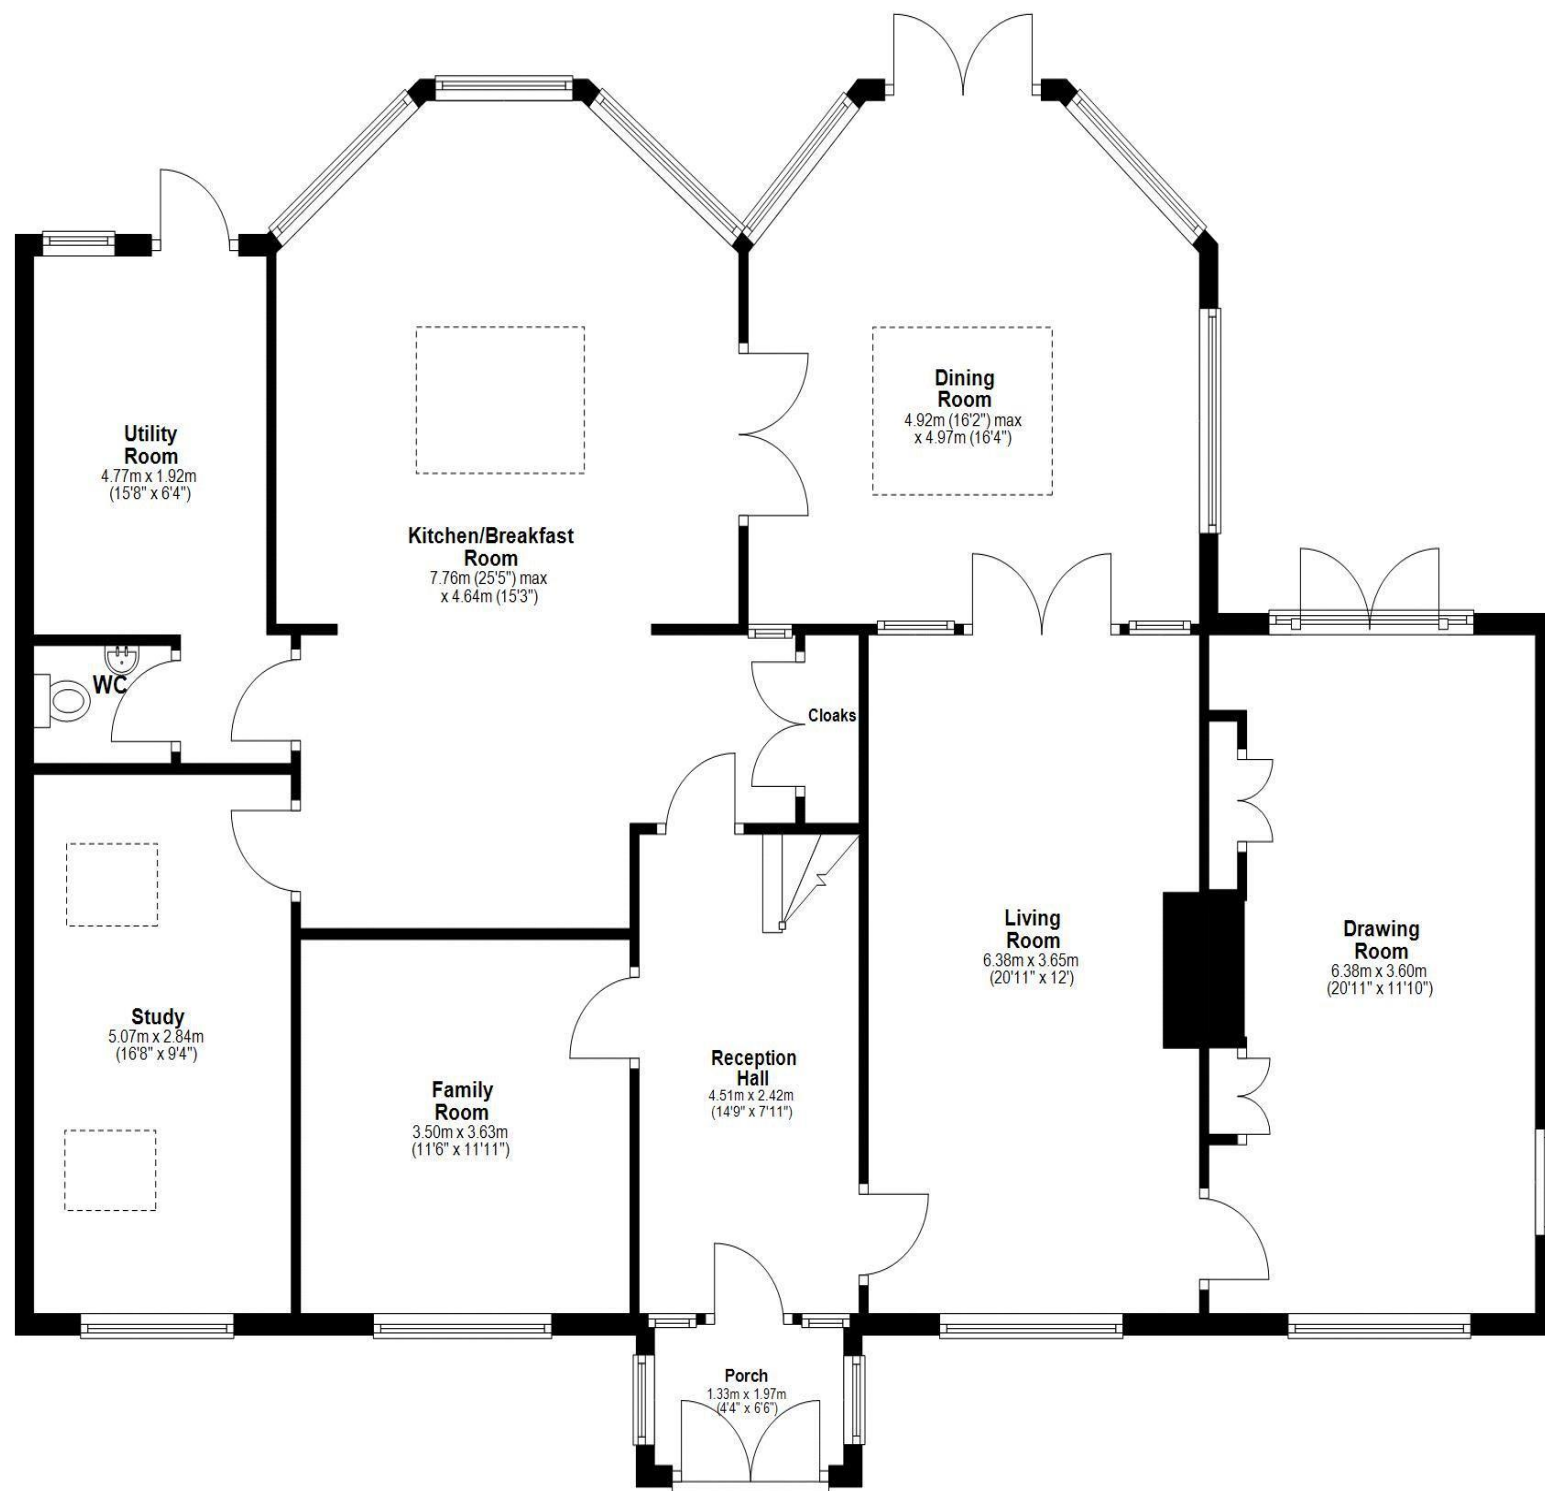 Dining
Room
4.92m (16'2") max
x 4.97m (16'4")
Utility
Room
4.77m x 1.92m
(15'8" x 6'4")
Kitchen/Breakfast
Room
7.76m (25'5") max
x 4.64m (15'3")
WC
Cloaks
Living
Room
6.38m x 3.65m
(20'11" x 12')
Drawing
Room
6.38m x 3.60m
(20'11" x 11'10")
Study
5.07m x 2.84m
(16'8" x 9'4")
Reception
Hall
4.51m x 2.42m
(14'9" x 7'11")
Family
Room
3.50m x 3.63m
(11'6" x 11'11")
Porch
1.33m x 1.97m
(4'4" x 6'6")